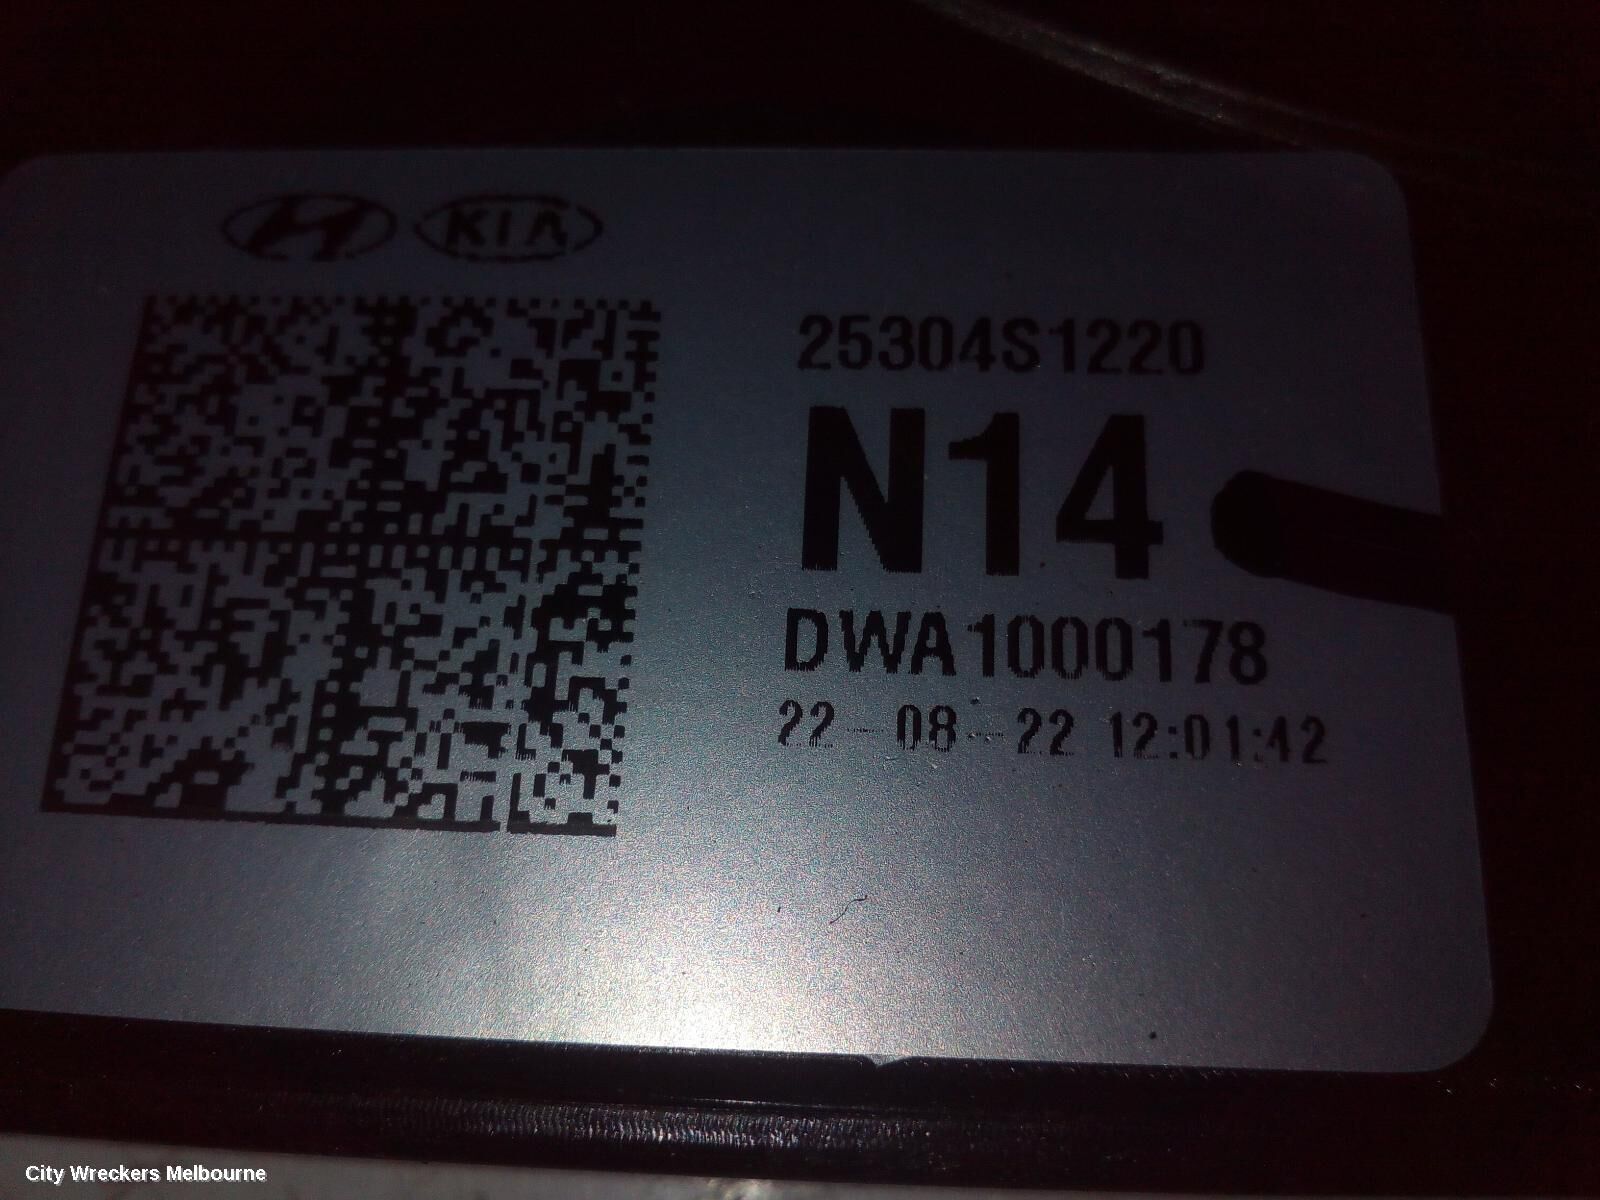 KIA
25304S1220
N14
DWA1000178
22-08-22 12:01:42
City Wreckers Melbourne